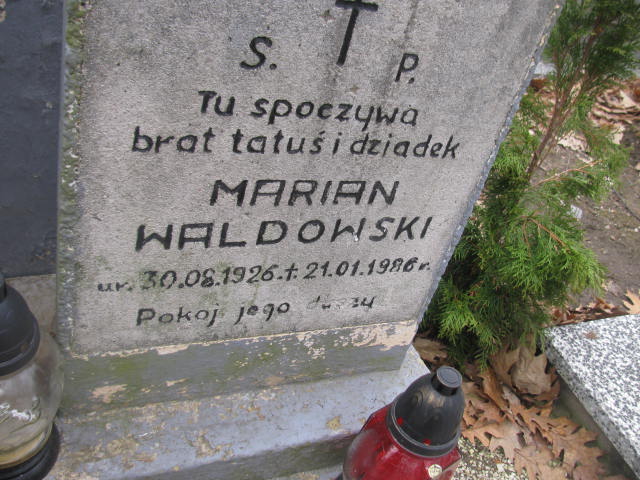 S. P.
Tu spoczywa
brat tatuś i dziadek
MARIAN
WALDOWSKI
ur. 30.08.1926 † 21.01.1986 r.
Pokoj jego duszy